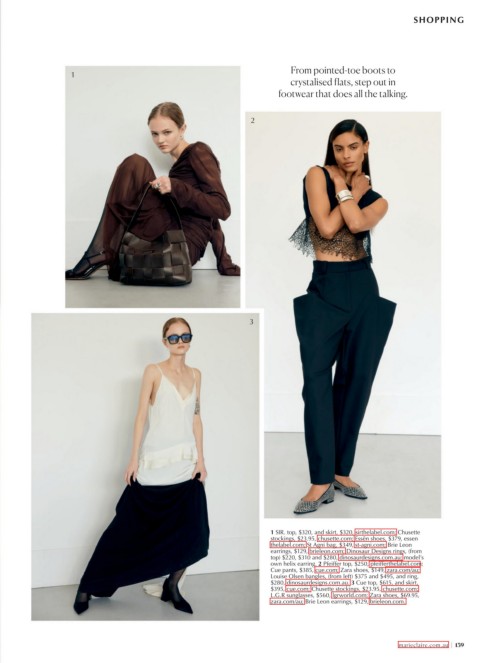 SHOPPING
From pointed-toe boots to
crystalised flats, step out in
footwear that does all the talking.
1
2
3
1 SIR. top, $320, and skirt, $320, sirthelabel.com; Chusette
stockings, $23.95, chusette.com; Essēn shoes, $379, essen
thelabel.com; St Agni bag, $349, st-agni.com; Brie Leon
earrings, $129, brieleon.com; Dinosaur Designs rings, (from
top) $220, $310 and $280, dinosaurdesigns.com.au; model's
own helix earring. 2 Pfeiffer top, $250, pfeifferthelabel.com;
Cue pants, $385, cue.com; Zara shoes, $149, zara.com/au;
Louise Olsen bangles, (from left) $375 and $495, and ring,
$280, dinosaurdesigns.com.au. 3 Cue top, $615, and skirt,
$395, cue.com; Chusette stockings, $23.95, chusette.com;
L.G.R sunglasses, $560, lgrworld.com; Zara shoes, $69.95,
zara.com/au; Brie Leon earrings, $129, brieleon.com.
marieclaire.com.au | 159